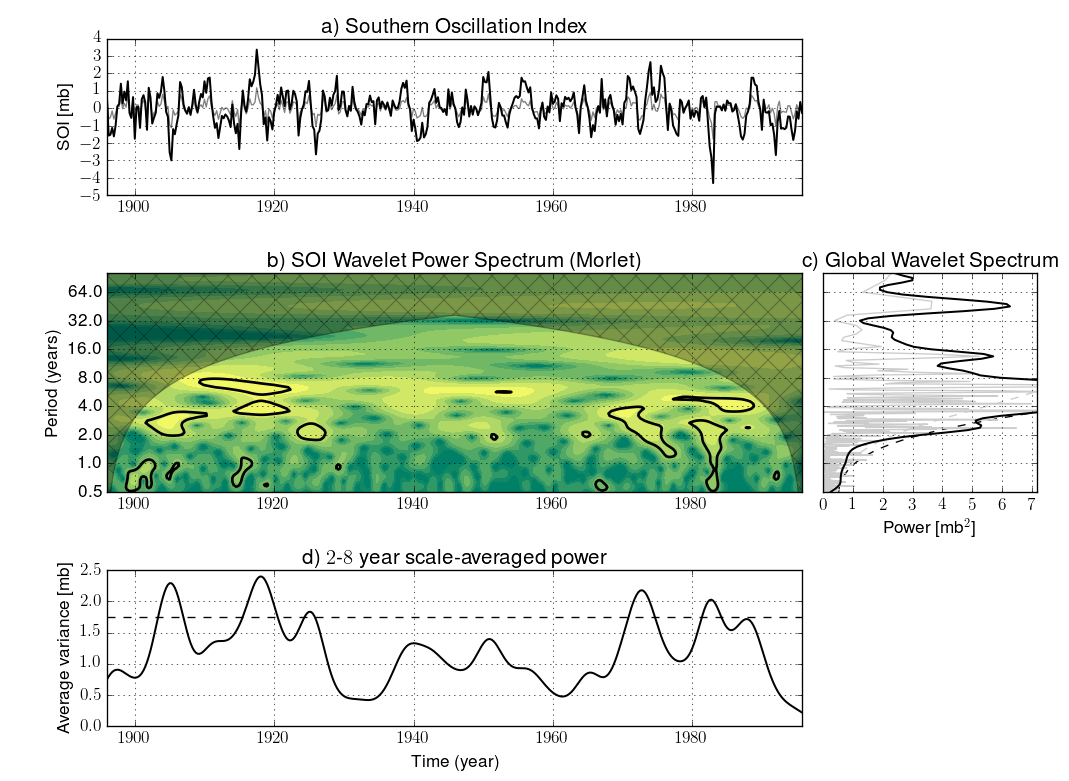 a) Southern Oscillation Index
SOI [mb]
4
3
2
1
0
−1
−2
−3
−4
−5
1900 1920 1940 1960 1980
b) SOI Wavelet Power Spectrum (Morlet)
Period (years)
64.0
32.0
16.0
8.0
4.0
2.0
1.0
0.5
1900 1920 1940 1960 1980
c) Global Wavelet Spectrum
0 1 2 3 4 5 6 7
Power [mb²]
d) 2-8 year scale-averaged power
Average variance [mb]
2.5
2.0
1.5
1.0
0.5
0.0
1900 1920 1940 1960 1980
Time (year)